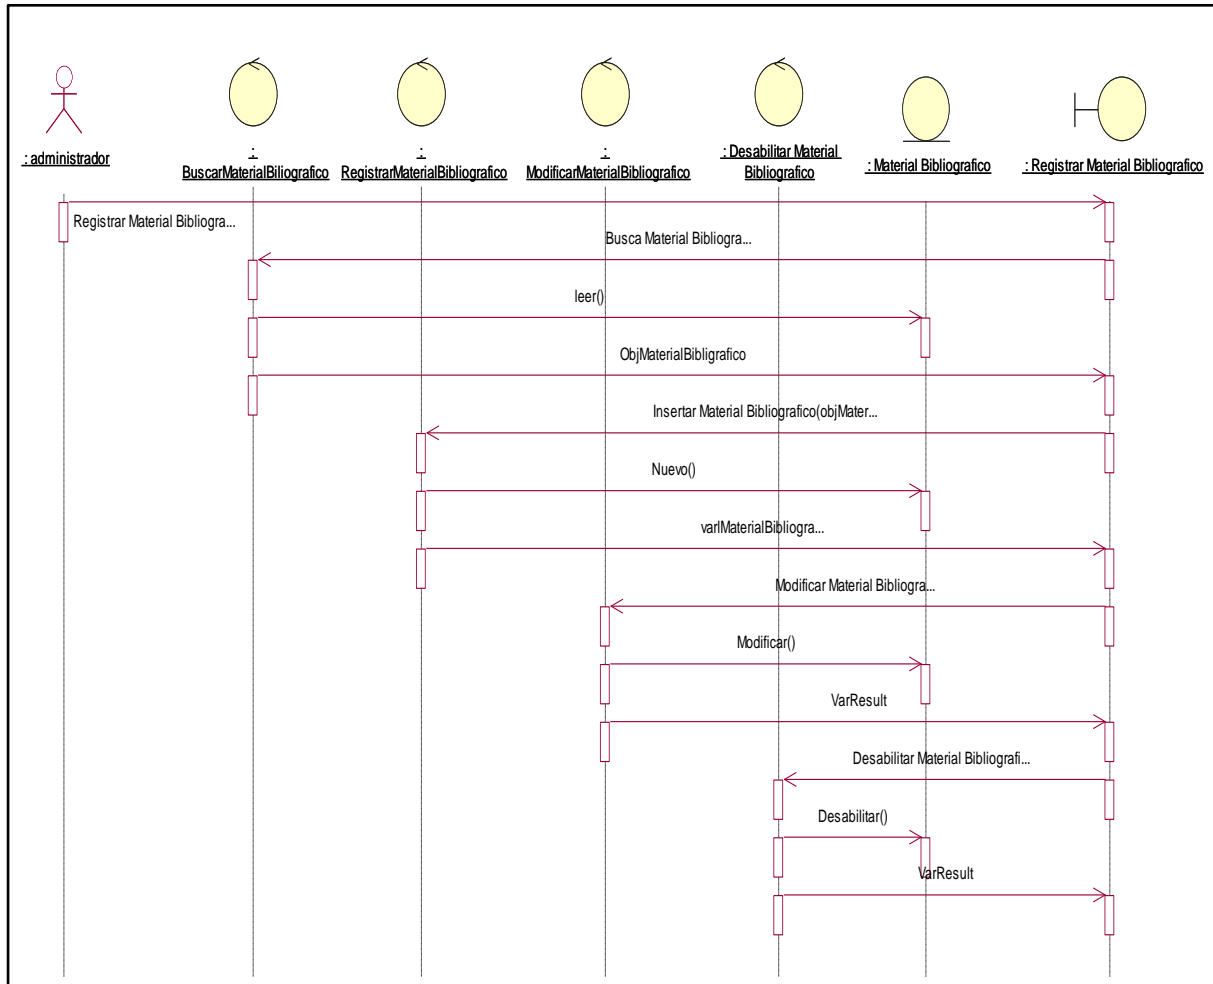 : administrador
:
BuscarMaterialBiliografico
:
RegistrarMaterialBibliografico
:
ModificarMaterialBibliografico
: Desabilitar Material
Bibliografico
: Material Bibliografico
: Registrar Material Bibliografico
Registrar Material Bibliogra...
Busca Material Bibliogra...
leer()
ObjMaterialBibligrafico
Insertar Material Bibliografico(objMater...
Nuevo()
varlMaterialBibliogra...
Modificar Material Bibliogra...
Modificar()
VarResult
Desabilitar Material Bibliografi...
Desabilitar()
VarResult